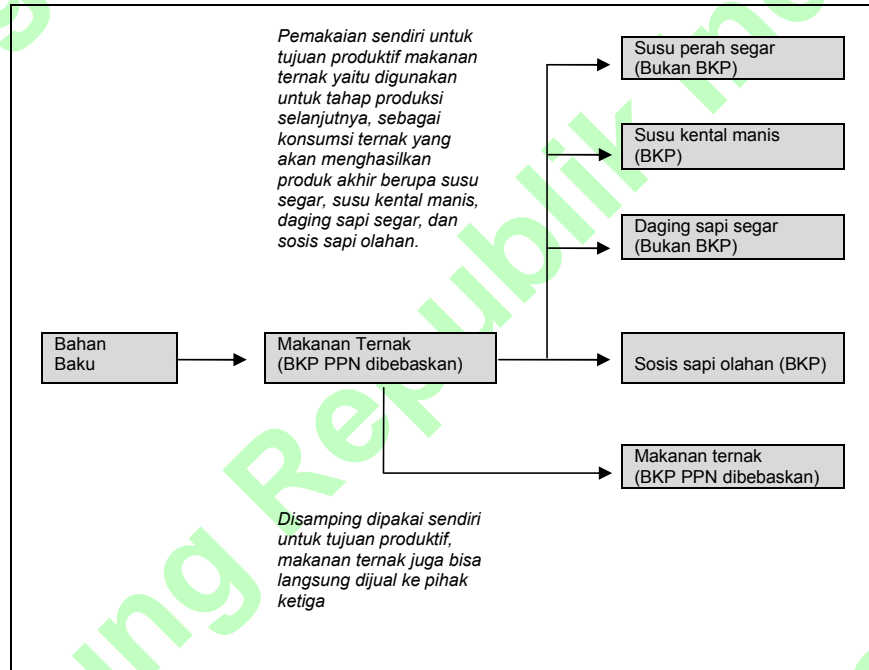 Pemakaian sendiri untuk
tujuan produktif makanan
ternak yaitu digunakan
untuk tahap produksi
selanjutnya, sebagai
konsumsi ternak yang
akan menghasilkan
produk akhir berupa susu
segar, susu kental manis,
daging sapi segar, dan
sosis sapi olahan.
Susu perah segar
(Bukan BKP)
Susu kental manis
(BKP)
Daging sapi segar
(Bukan BKP)
Bahan
Baku
Makanan Ternak
(BKP PPN dibebaskan)
Sosis sapi olahan (BKP)
Makanan ternak
(BKP PPN dibebaskan)
Disamping dipakai sendiri
untuk tujuan produktif,
makanan ternak juga bisa
langsung dijual ke pihak
ketiga
ung Republik In